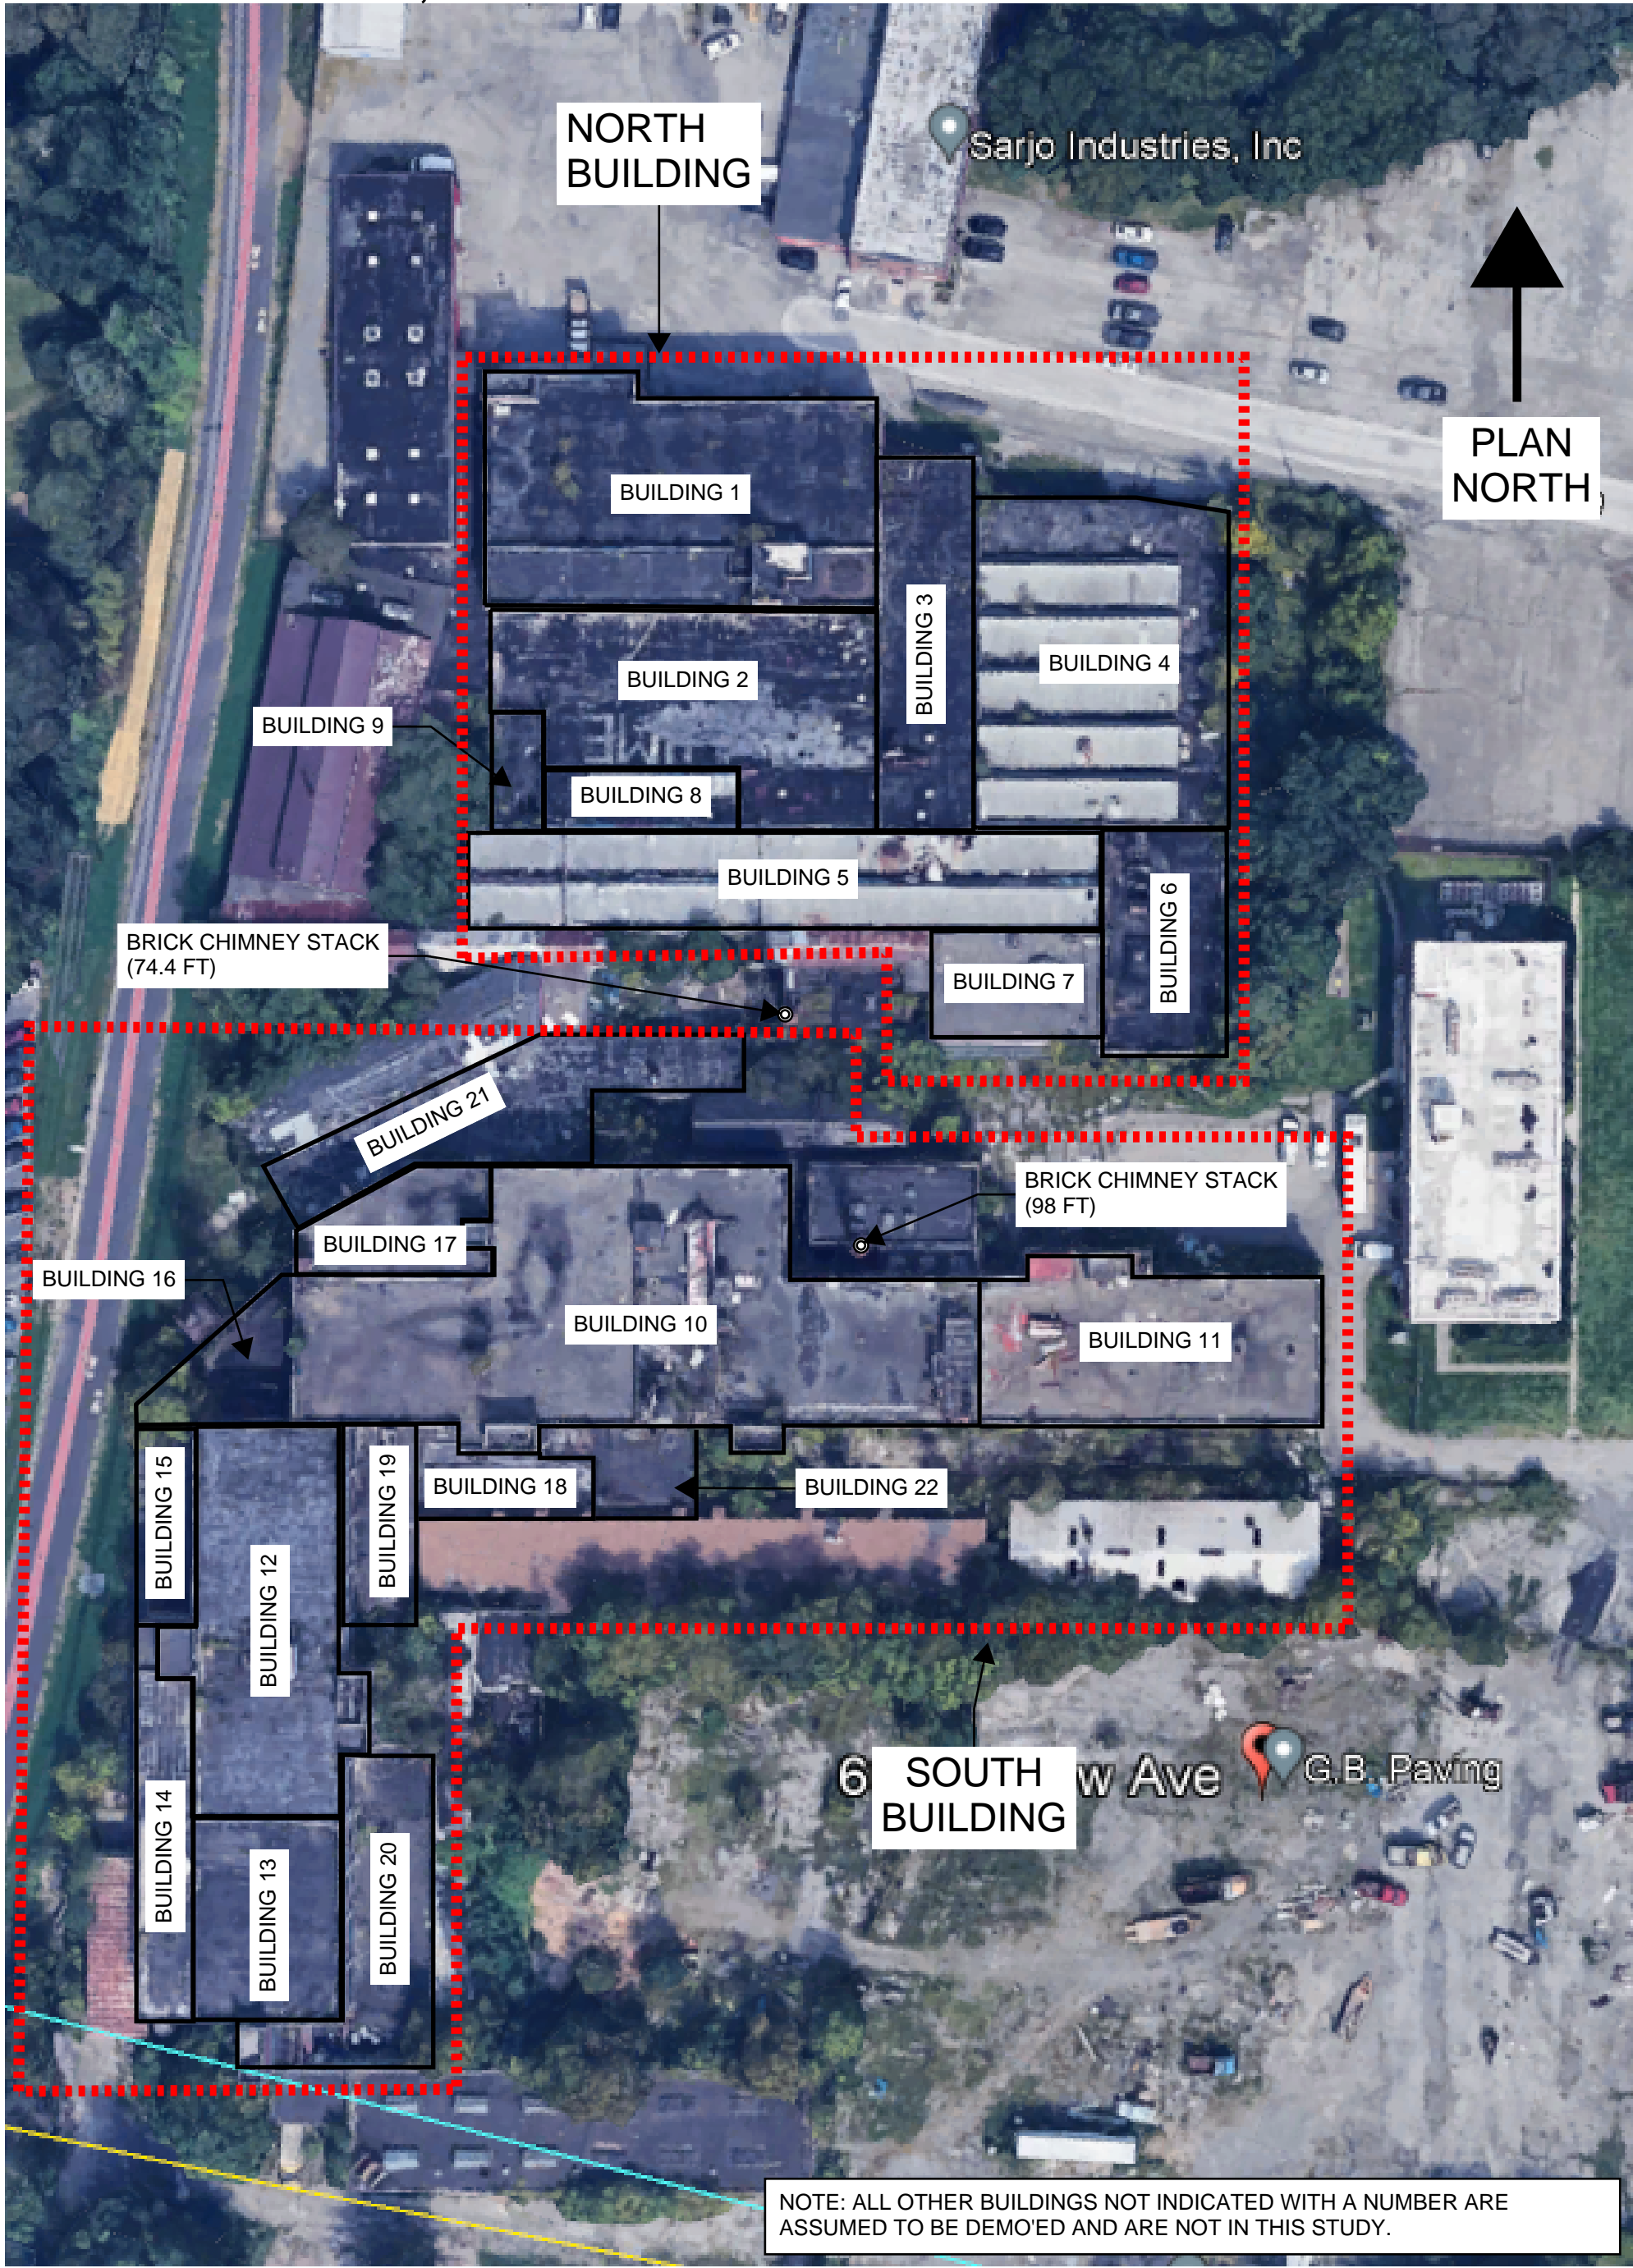 NORTH
BUILDING
Sarjo Industries, Inc
PLAN
NORTH
BUILDING 1
BUILDING 3
BUILDING 4
BUILDING 2
BUILDING 9
BUILDING 8
BUILDING 5
BUILDING 6
BRICK CHIMNEY STACK
(74.4 FT)
BUILDING 7
BUILDING 21
BRICK CHIMNEY STACK
(98 FT)
BUILDING 17
BUILDING 16
BUILDING 10
BUILDING 11
BUILDING 15
BUILDING 19
BUILDING 18
BUILDING 22
BUILDING 12
6
SOUTH
BUILDING
w Ave
G.B. Paving
BUILDING 14
BUILDING 13
BUILDING 20
NOTE: ALL OTHER BUILDINGS NOT INDICATED WITH A NUMBER ARE
ASSUMED TO BE DEMO'ED AND ARE NOT IN THIS STUDY.